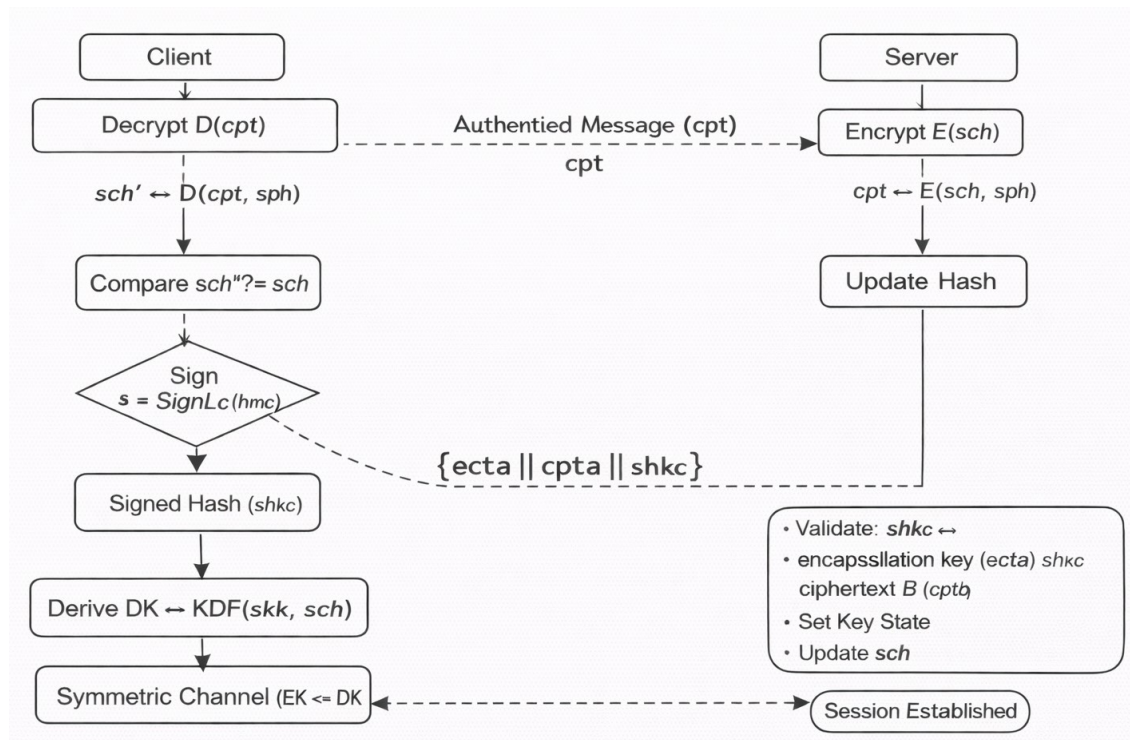 Client
Decrypt D(cpt)
sch' ↔ D(cpt, sph)
Compare sch"?= sch
Sign
s = SignLc(hmc)
Signed Hash (shkc)
Derive DK ↔ KDF(skk, sch)
Symmetric Channel (EK <= DK
Authentied Message (cpt)
cpt
{ecta || cpta || shkc}
Server
Encrypt E(sch)
cpt ↔ E(sch, sph)
Update Hash
• Validate: shkc ↔
• encapssllation key (ecta) shkc
ciphertext B (cptb)
• Set Key State
• Update sch
Session Established